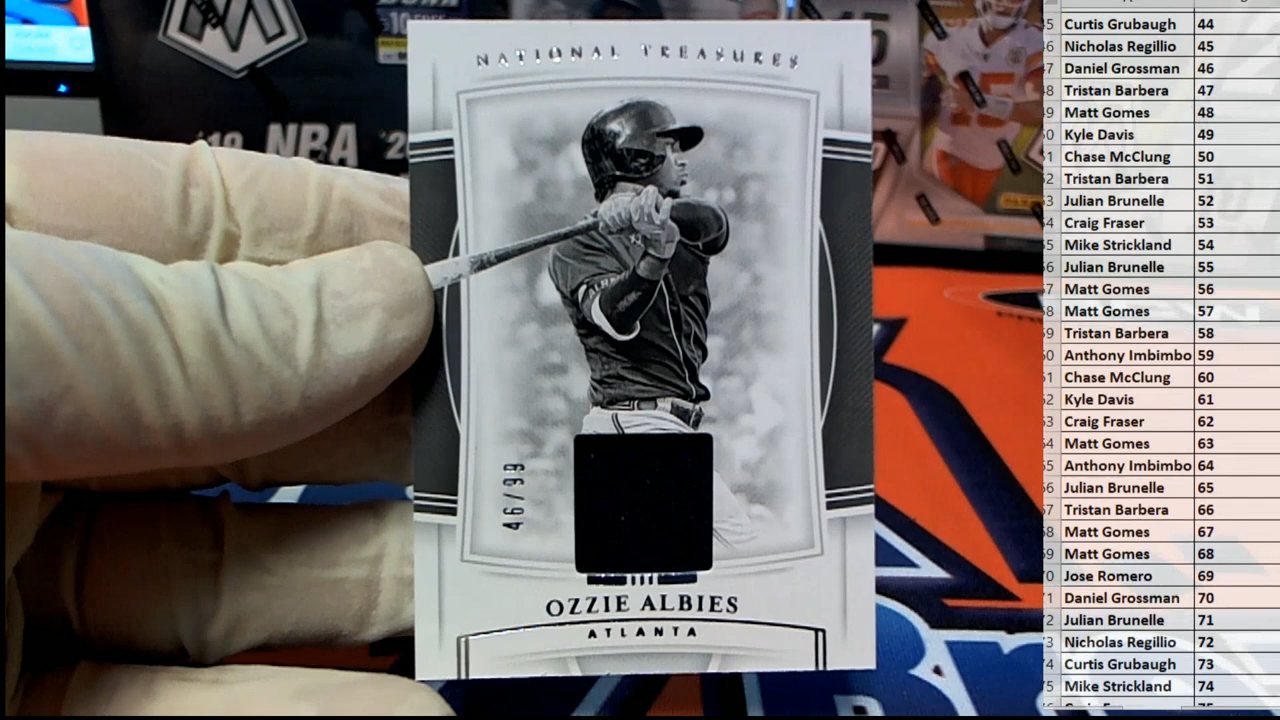 NATIONAL TREASURES
46/99
OZZIE ALBIES
ATLANTA
'19 NBA '2
10
Curtis Grubaugh 44
Nicholas Regillio 45
Daniel Grossman 46
Tristan Barbera 47
Matt Gomes 48
Kyle Davis 49
Chase McClung 50
Tristan Barbera 51
Julian Brunelle 52
Craig Fraser 53
Mike Strickland 54
Julian Brunelle 55
Matt Gomes 56
Matt Gomes 57
Tristan Barbera 58
Anthony Imbimbo 59
Chase McClung 60
Kyle Davis 61
Craig Fraser 62
Matt Gomes 63
Anthony Imbimbo 64
Julian Brunelle 65
Tristan Barbera 66
Matt Gomes 67
Matt Gomes 68
Jose Romero 69
Daniel Grossman 70
Julian Brunelle 71
Nicholas Regillio 72
Curtis Grubaugh 73
Mike Strickland 74